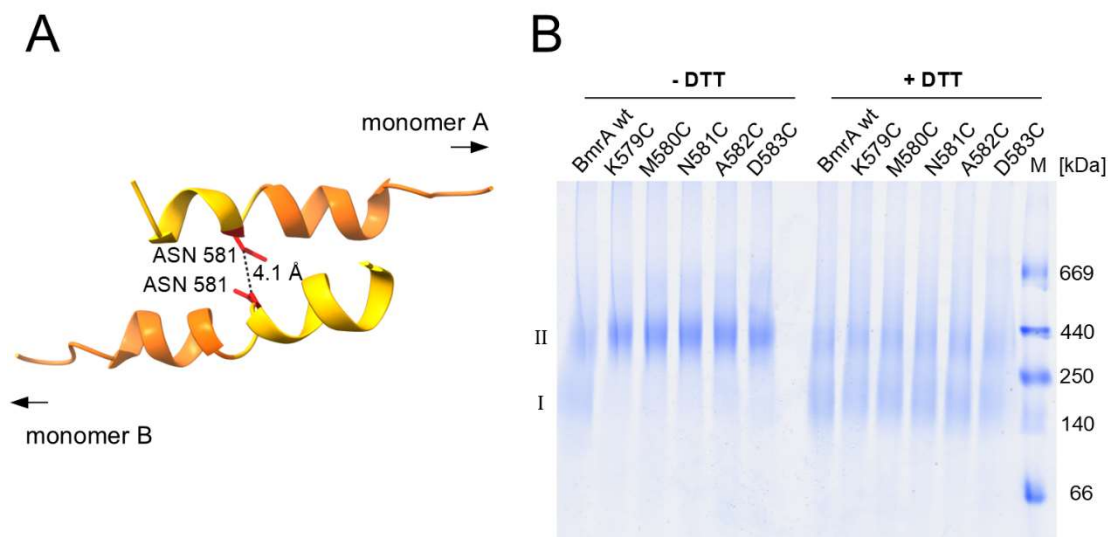 A
monomer A
ASN 581
4.1 Å
ASN 581
monomer B
B
- DTT
+ DTT
BmrA wt
K579C
M580C
N581C
A582C
D583C
BmrA wt
K579C
M580C
N581C
A582C
D583C
M
[kDa]
669
II
440
250
I
140
66